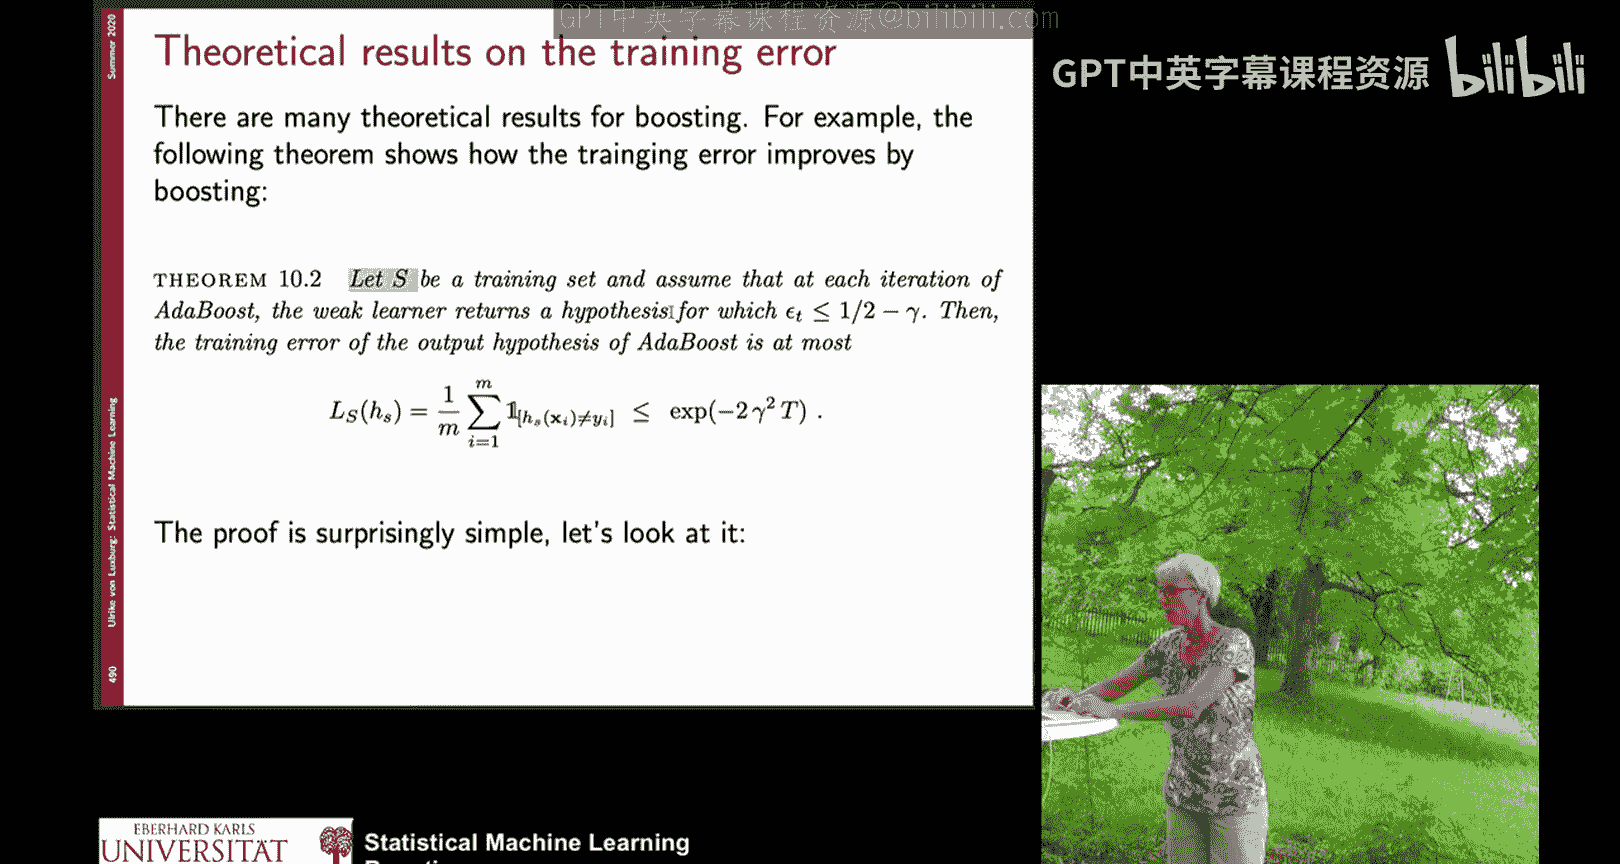 GPT中英字幕课程资源@bilibili.com
GPT中英字幕课程资源 bilibili
Summer 2020
Theoretical results on the training error
There are many theoretical results for boosting. For example, the
following theorem shows how the trainging error improves by
boosting:
THEOREM 10.2 Let S be a training set and assume that at each iteration of
AdaBoost, the weak learner returns a hypothesis for which ϵt ≤ 1/2 − γ. Then,
the training error of the output hypothesis of AdaBoost is at most
LS(hs) = 1/m ∑_{i=1}^{m} 𝟙[hs(xi)≠yi] ≤ exp(−2 γ² T) .
The proof is surprisingly simple, let's look at it:
Ulrike von Luxburg: Statistical Machine Learning
490
EBERHARD KARLS
UNIVERSITÄT
Statistical Machine Learning